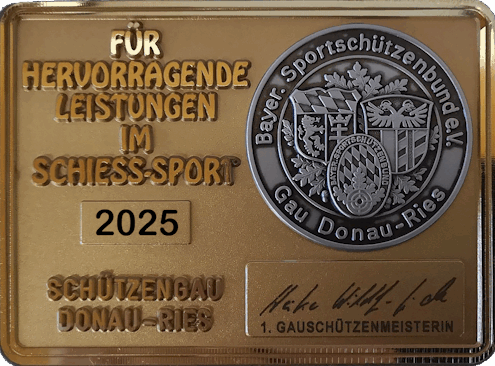 FÜR
HERVORRAGENDE
LEISTUNGEN
IM
SCHIESS-SPORT
2025
SCHÜTZENGAU
DONAU-RIES
Bayer. Sportschützenbund e.V.
Gau Donau-Ries
1. GAUSCHÜTZENMEISTERIN